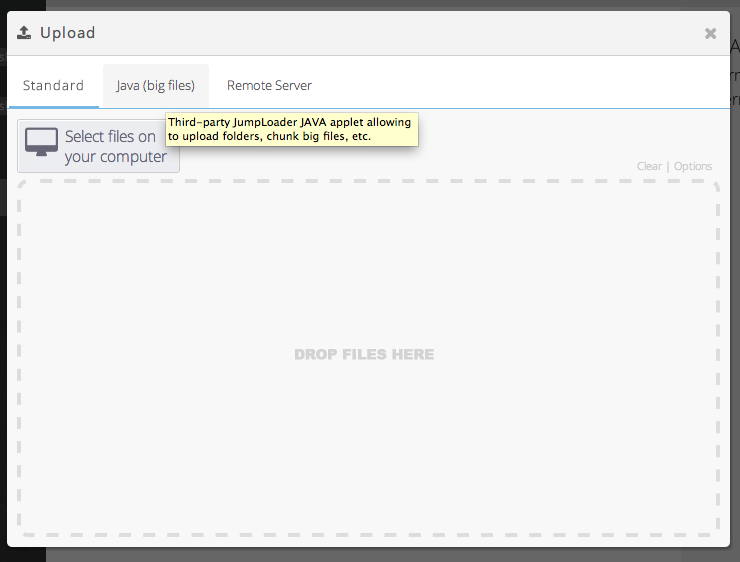 Upload
Standard
Java (big files)
Remote Server
Third-party JumpLoader JAVA applet allowing
to upload folders, chunk big files, etc.
Select files on
your computer
Clear | Options
DROP FILES HERE